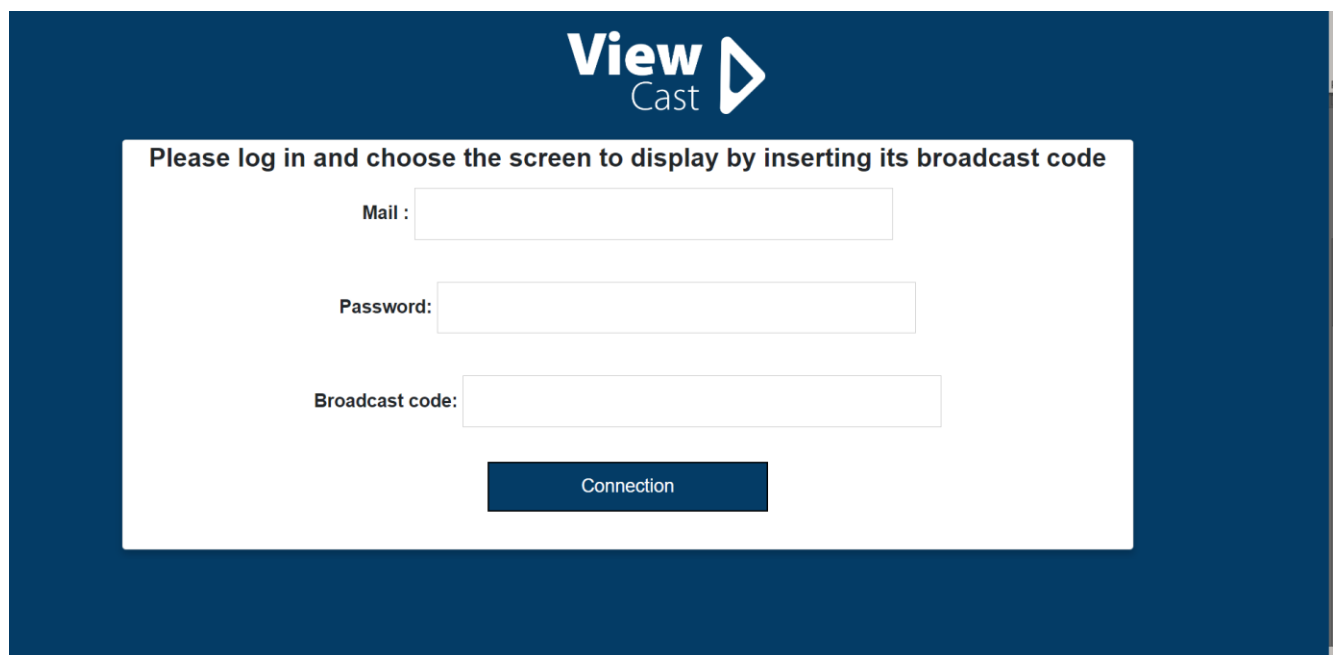 View
Cast
Please log in and choose the screen to display by inserting its broadcast code
Mail :
Password:
Broadcast code:
Connection